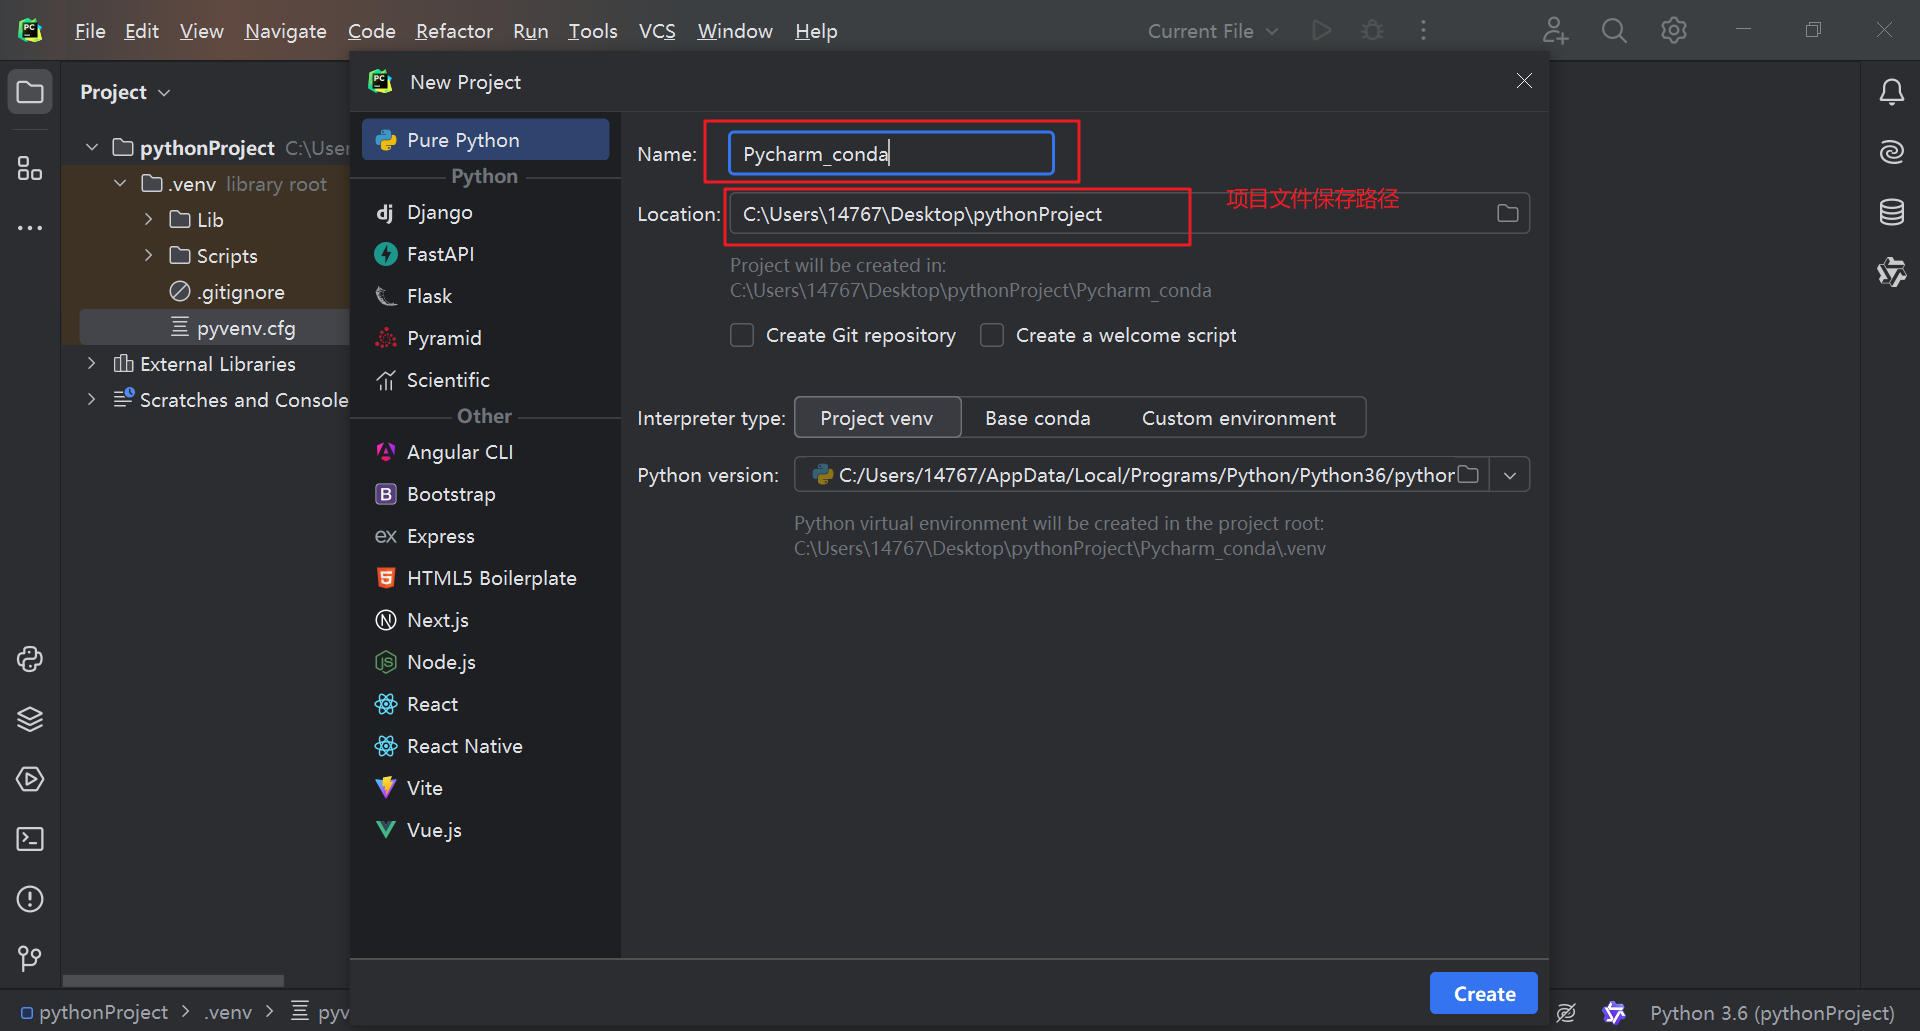 File Edit View Navigate Code Refactor Run Tools VCS Window Help Current File
Project
pythonProject C:\User
.venv library root
Lib
Scripts
.gitignore
pyvenv.cfg
External Libraries
Scratches and Console
New Project
Pure Python
Python
Django
FastAPI
Flask
Pyramid
Scientific
Other
Angular CLI
Bootstrap
Express
HTML5 Boilerplate
Next.js
Node.js
React
React Native
Vite
Vue.js
Name: Pycharm_conda
Location: C:\Users\14767\Desktop\pythonProject
项目文件保存路径
Project will be created in:
C:\Users\14767\Desktop\pythonProject\Pycharm_conda
Create Git repository Create a welcome script
Interpreter type: Project venv Base conda Custom environment
Python version: C:/Users/14767/AppData/Local/Programs/Python/Python36/pythor
Python virtual environment will be created in the project root:
C:\Users\14767\Desktop\pythonProject\Pycharm_conda\.venv
Create
pythonProject > .venv > pyv
Python 3.6 (pythonProject)